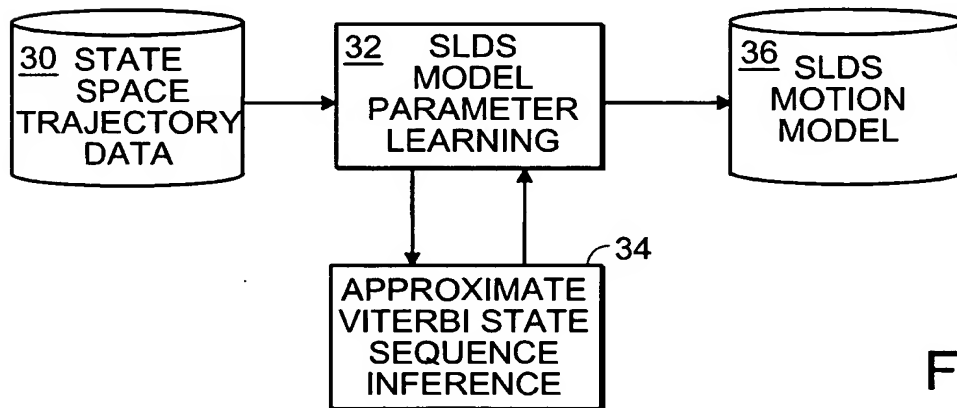 30 STATE
SPACE
TRAJECTORY
DATA
32 SLDS
MODEL
PARAMETER
LEARNING
36 SLDS
MOTION
MODEL
34
APPROXIMATE
VITERBI STATE
SEQUENCE
INFERENCE
F